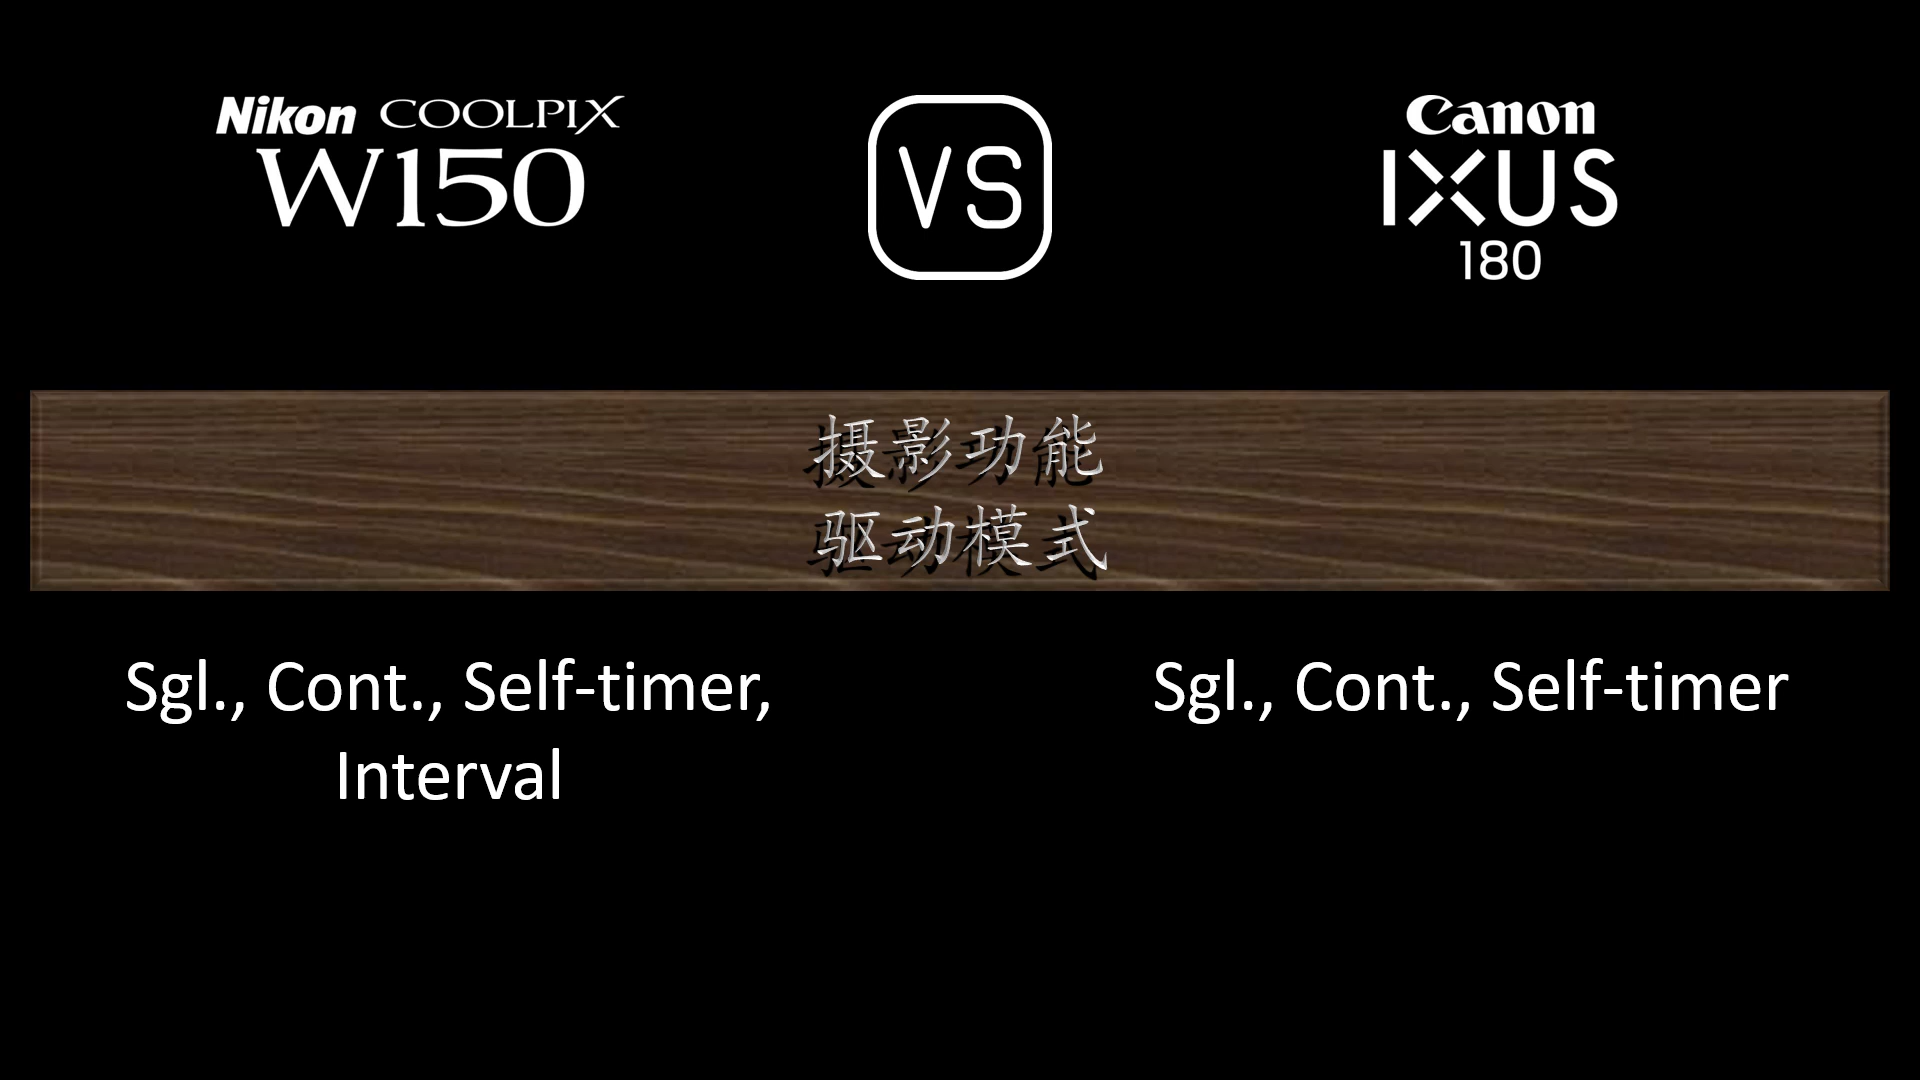 Nikon COOLPIX
W150
VS
Canon
IXUS
180
摄影功能
驱动模式
Sgl., Cont., Self-timer,
Interval
Sgl., Cont., Self-timer